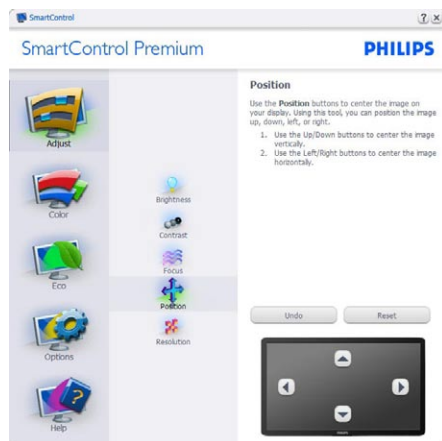 SmartControl
SmartControl Premium
PHILIPS
Adjust
Color
Eco
Options
Help
Brightness
Contrast
Focus
Position
Resolution
Position
Use the Position buttons to center the image on
your display. Using this tool, you can position the image
up, down, left, or right.
1. Use the Up/Down buttons to center the image
vertically.
2. Use the Left/Right buttons to center the image
horizontally.
Undo
Reset
PHILIPS